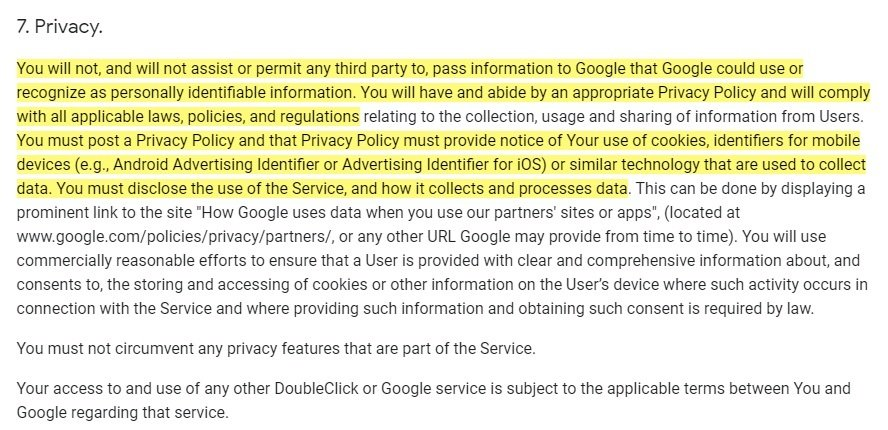 7. Privacy.
You will not, and will not assist or permit any third party to, pass information to Google that Google could use or
recognize as personally identifiable information. You will have and abide by an appropriate Privacy Policy and will comply
with all applicable laws, policies, and regulations relating to the collection, usage and sharing of information from Users.
You must post a Privacy Policy and that Privacy Policy must provide notice of Your use of cookies, identifiers for mobile
devices (e.g., Android Advertising Identifier or Advertising Identifier for iOS) or similar technology that are used to collect
data. You must disclose the use of the Service, and how it collects and processes data. This can be done by displaying a
prominent link to the site "How Google uses data when you use our partners' sites or apps", (located at
www.google.com/policies/privacy/partners/, or any other URL Google may provide from time to time). You will use
commercially reasonable efforts to ensure that a User is provided with clear and comprehensive information about, and
consents to, the storing and accessing of cookies or other information on the User’s device where such activity occurs in
connection with the Service and where providing such information and obtaining such consent is required by law.
You must not circumvent any privacy features that are part of the Service.
Your access to and use of any other DoubleClick or Google service is subject to the applicable terms between You and
Google regarding that service.